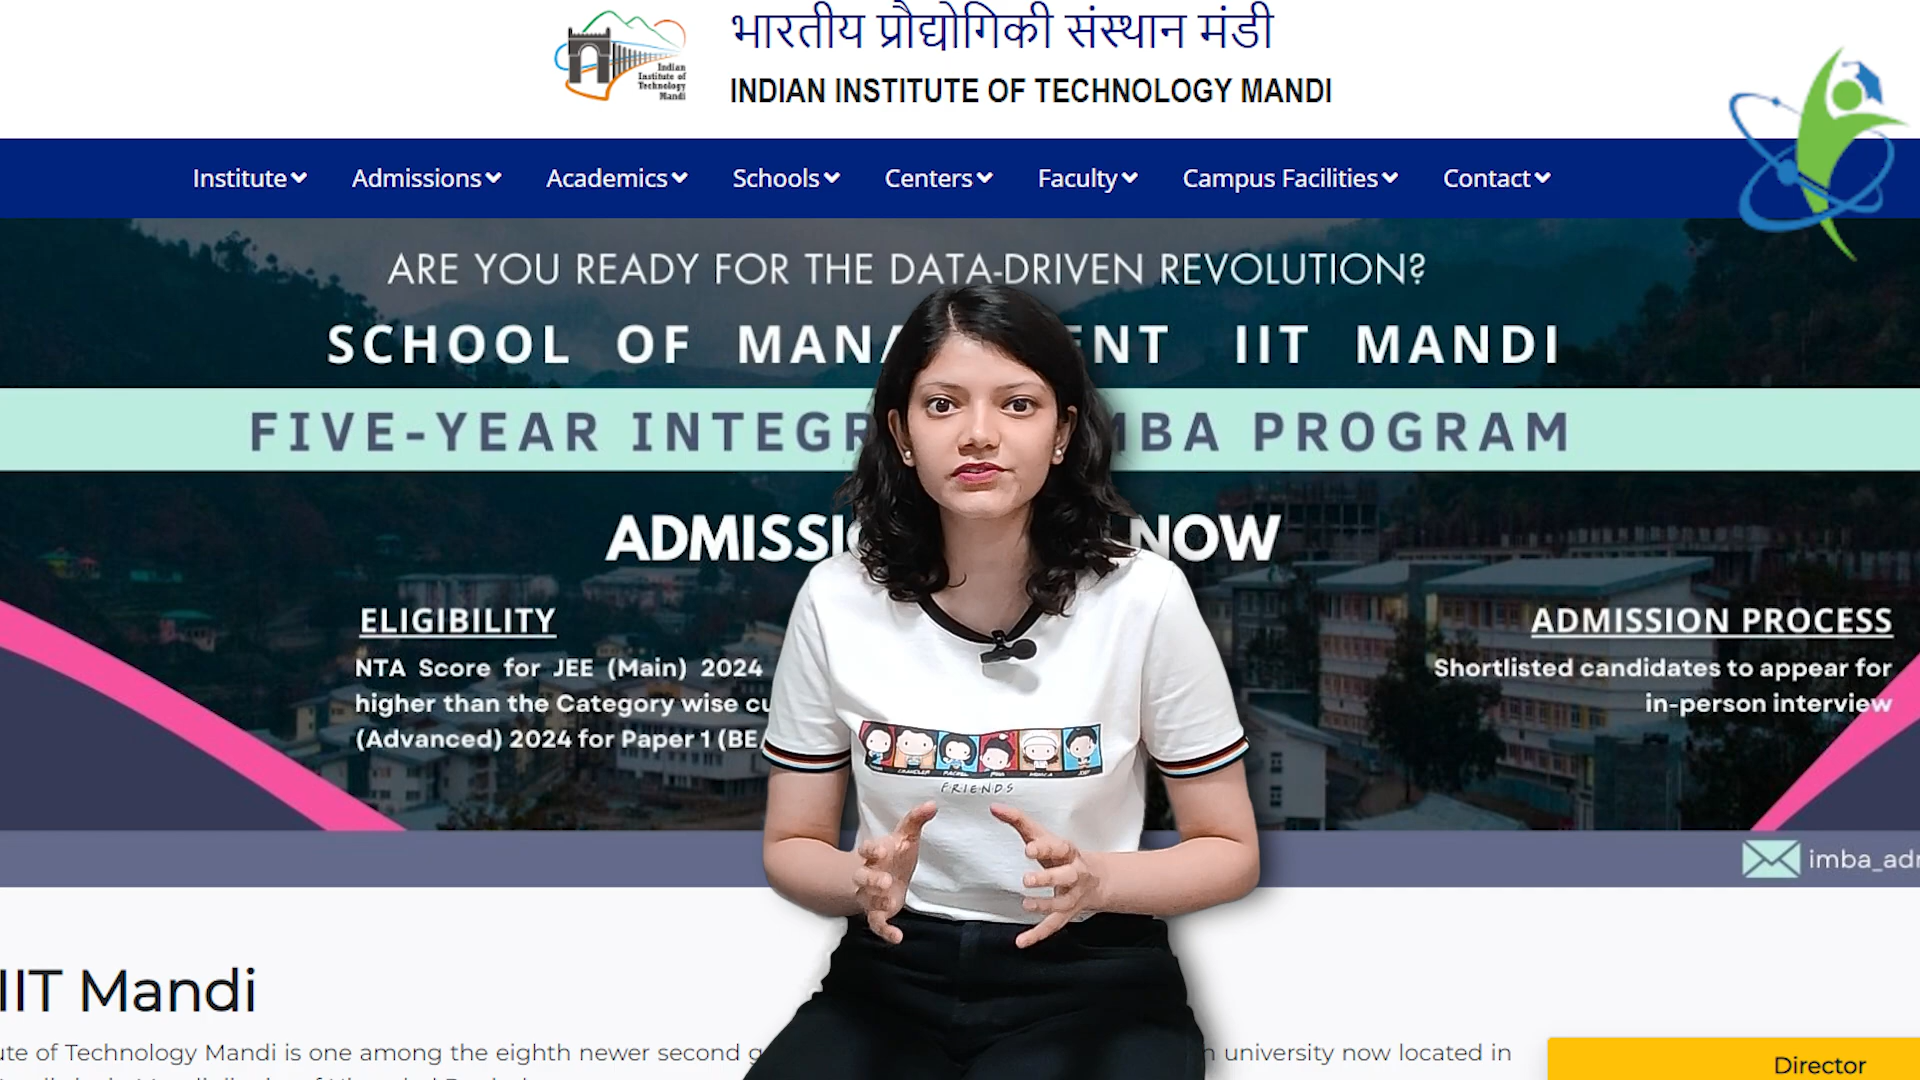 भारतीय प्रौद्योगिकी संस्थान मंडी
Indian
Institute of
Technology
Mandi
INDIAN INSTITUTE OF TECHNOLOGY MANDI
Institute Admissions Academics Schools Centers Faculty Campus Facilities Contact
ARE YOU READY FOR THE DATA-DRIVEN REVOLUTION?
SCHOOL OF MANA ENT IIT MANDI
FIVE-YEAR INTEGR MBA PROGRAM
ADMISSI NOW
ELIGIBILITY
NTA Score for JEE (Main) 2024
higher than the Category wise cu
(Advanced) 2024 for Paper 1 (BE/
ADMISSION PROCESS
Shortlisted candidates to appear for
in-person interview
FRIENDS
imba_adm
IIT Mandi
ute of Technology Mandi is one among the eighth newer second g
n university now located in
Director